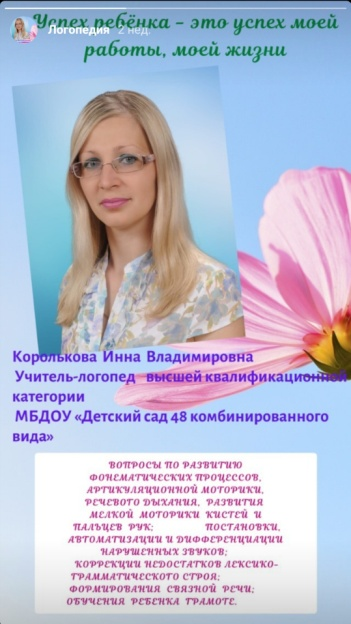 Успех ребёнка – это успех моей
Логопедия 2 нед.
работы, моей жизни
Королькова Инна Владимировна
Учитель-логопед высшей квалификационной
категории
МБДОУ «Детский сад 48 комбинированного
вида»
ВОПРОСЫ ПО РАЗВИТИЮ
ФОНЕМАТИЧЕСКИХ ПРОЦЕССОВ,
АРТИКУЛЯЦИОННОЙ МОТОРИКИ,
РЕЧЕВОГО ДЫХАНИЯ, РАЗВИТИЯ
МЕЛКОЙ МОТОРИКИ КИСТЕЙ И
ПАЛЬЦЕВ РУК; ПОСТАНОВКИ,
АВТОМАТИЗАЦИИ И ДИФФЕРЕНЦИАЦИИ
НАРУШЕННЫХ ЗВУКОВ;
КОРРЕКЦИИ НЕДОСТАТКОВ ЛЕКСИКО-
ГРАММАТИЧЕСКОГО СТРОЯ;
ФОРМИРОВАНИЯ СВЯЗНОЙ РЕЧИ;
ОБУЧЕНИЯ РЕБЕНКА ГРАМОТЕ.